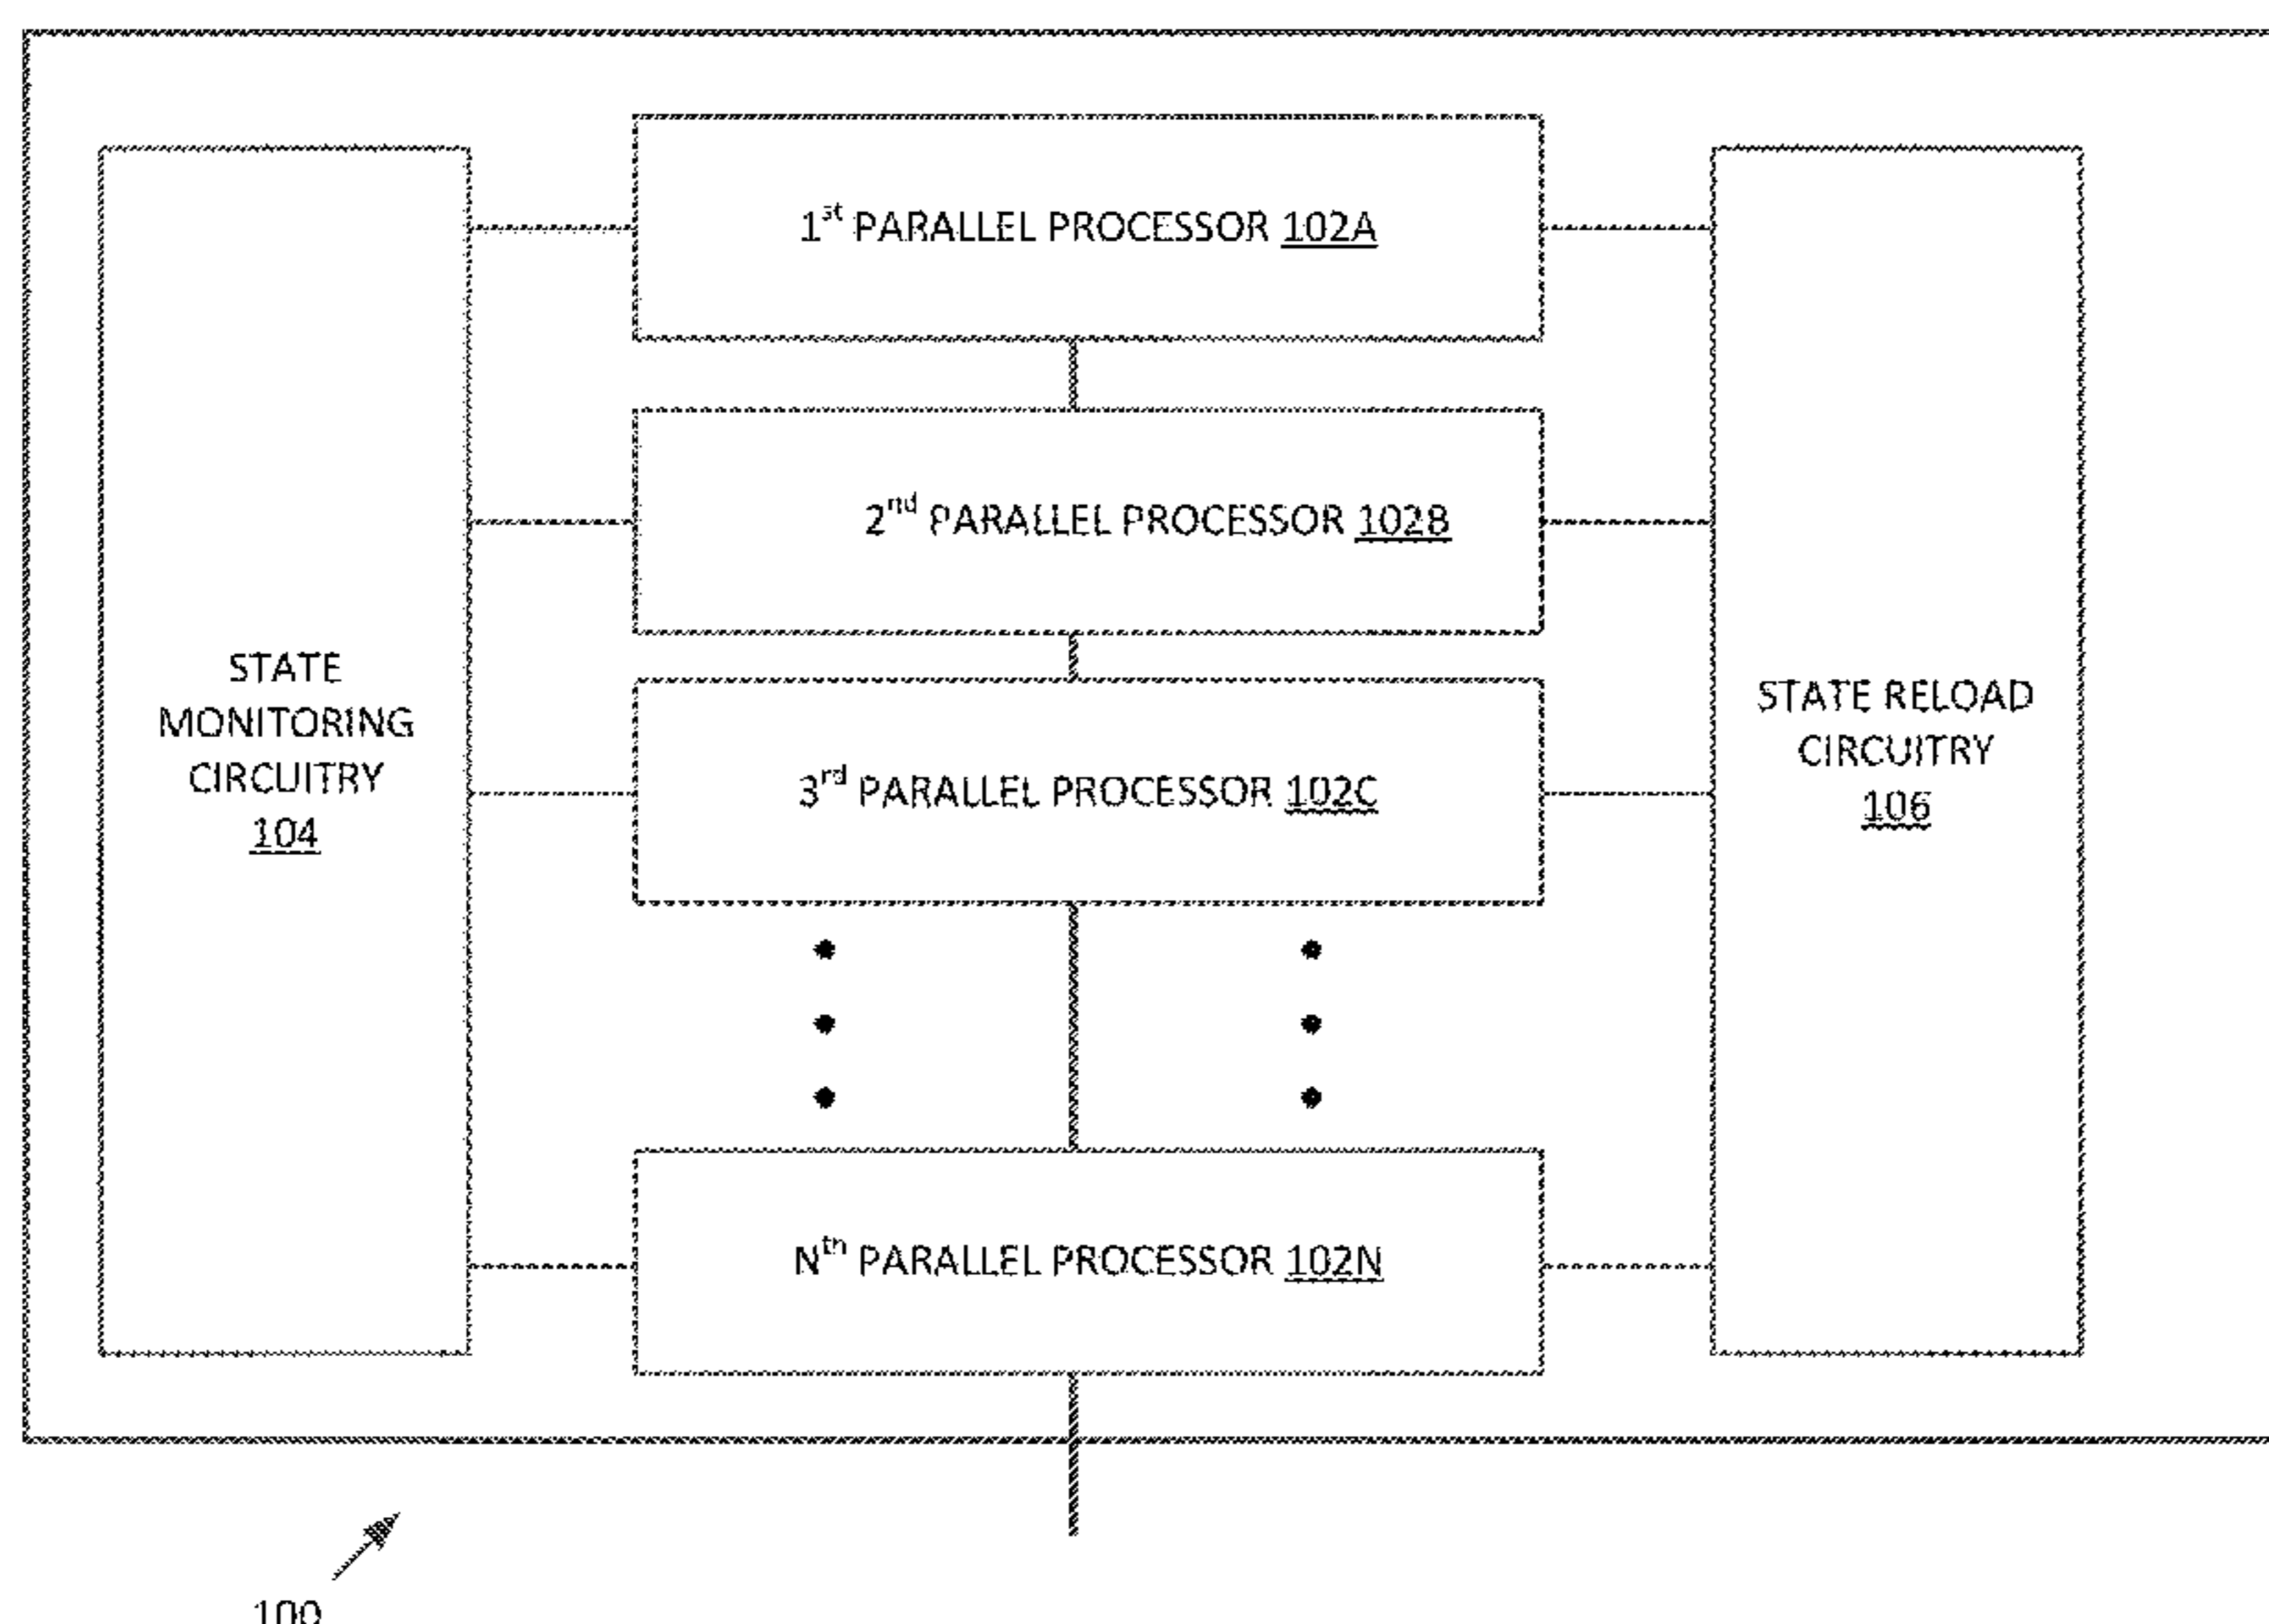 1st PARALLEL PROCESSOR 102A
2nd PARALLEL PROCESSOR 102B
STATE
MONITORING
CIRCUITRY
104
3rd PARALLEL PROCESSOR 102C
STATE RELOAD
CIRCUITRY
106
Nth PARALLEL PROCESSOR 102N
100